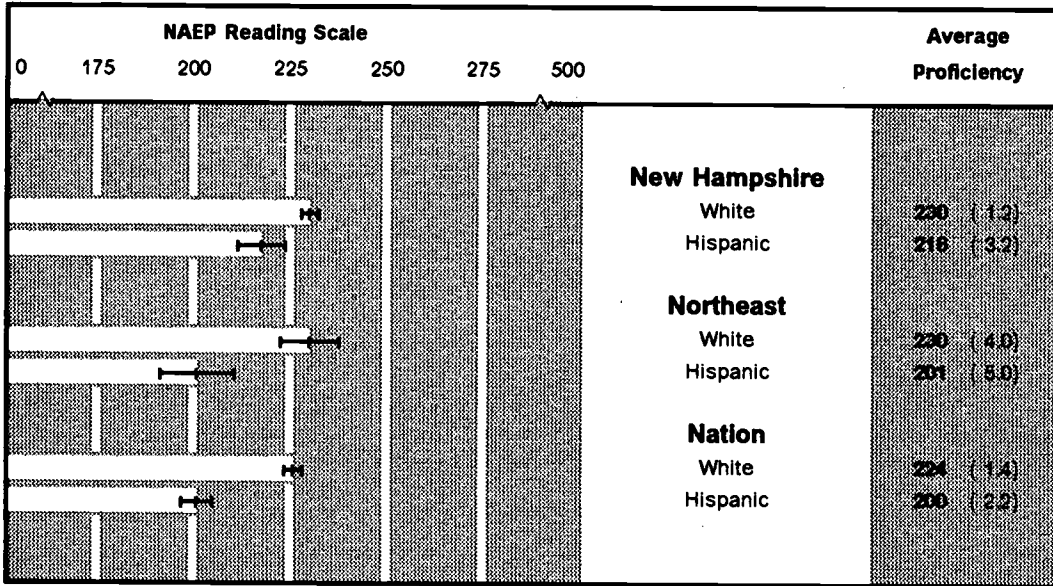 NAEP Reading Scale
Average
Proficiency
0 175 200 225 250 275 500
New Hampshire
White 230 ( 1.2)
Hispanic ( 3.2)
Northeast
White 230 ( 4.0)
Hispanic 201 ( 5.0)
Nation
White 224 ( 1.4)
Hispanic 200 ( 2.2)